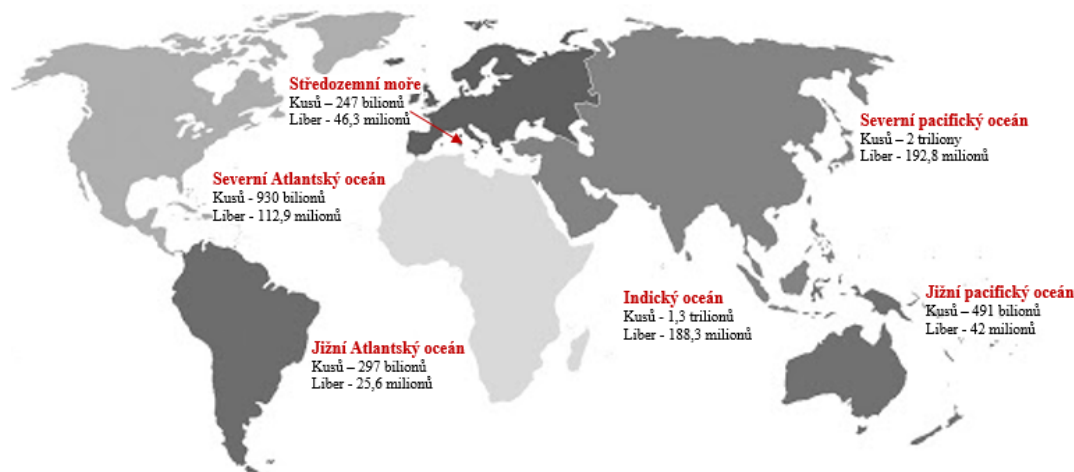 Středozemní moře
Kusů – 247 bilionů
Liber - 46,3 milionů
Severní pacifický oceán
Kusů – 2 triliony
Liber - 192,8 milionů
Severní Atlantský oceán
Kusů - 930 bilionů
Liber - 112,9 milionů
Indický oceán
Kusů - 1,3 trilionů
Liber - 188,3 milionů
Jižní pacifický oceán
Kusů – 491 bilionů
Liber - 42 milionů
Jižní Atlantský oceán
Kusů – 297 bilionů
Liber - 25,6 milionů